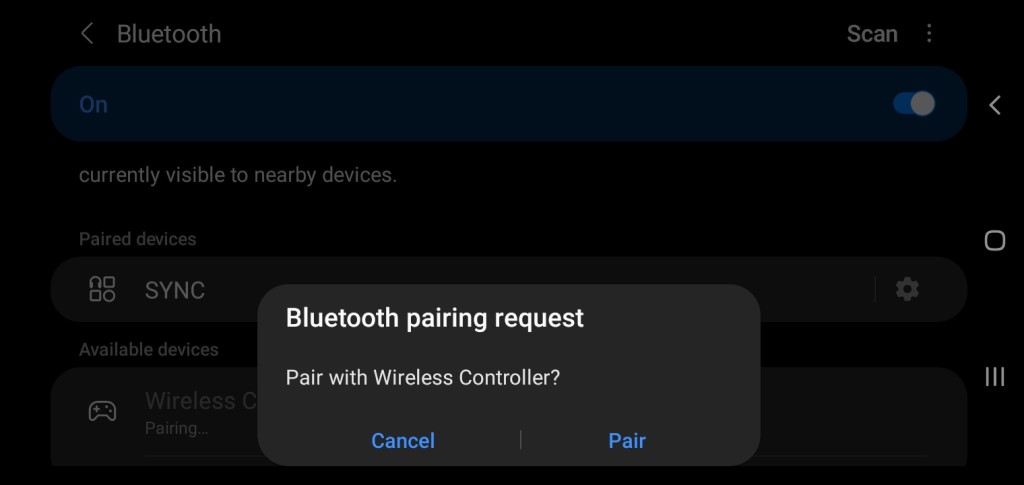 Bluetooth
Scan
On
currently visible to nearby devices.
Paired devices
SYNC
Bluetooth pairing request
Available devices
Pair with Wireless Controller?
Wireless C
Pairing...
Cancel
Pair